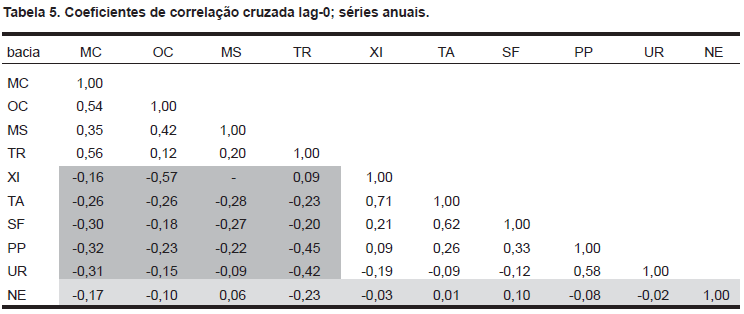 Tabela 5. Coeficientes de correlação cruzada lag-0; séries anuais.
bacia MC OC MS TR XI TA SF PP UR NE
MC 1,00
OC 0,54 1,00
MS 0,35 0,42 1,00
TR 0,56 0,12 0,20 1,00
XI -0,16 -0,57 - 0,09 1,00
TA -0,26 -0,26 -0,28 -0,23 0,71 1,00
SF -0,30 -0,18 -0,27 -0,20 0,21 0,62 1,00
PP -0,32 -0,23 -0,22 -0,45 0,09 0,26 0,33 1,00
UR -0,31 -0,15 -0,09 -0,42 -0,19 -0,09 -0,12 0,58 1,00
NE -0,17 -0,10 0,06 -0,23 -0,03 0,01 0,10 -0,08 -0,02 1,00